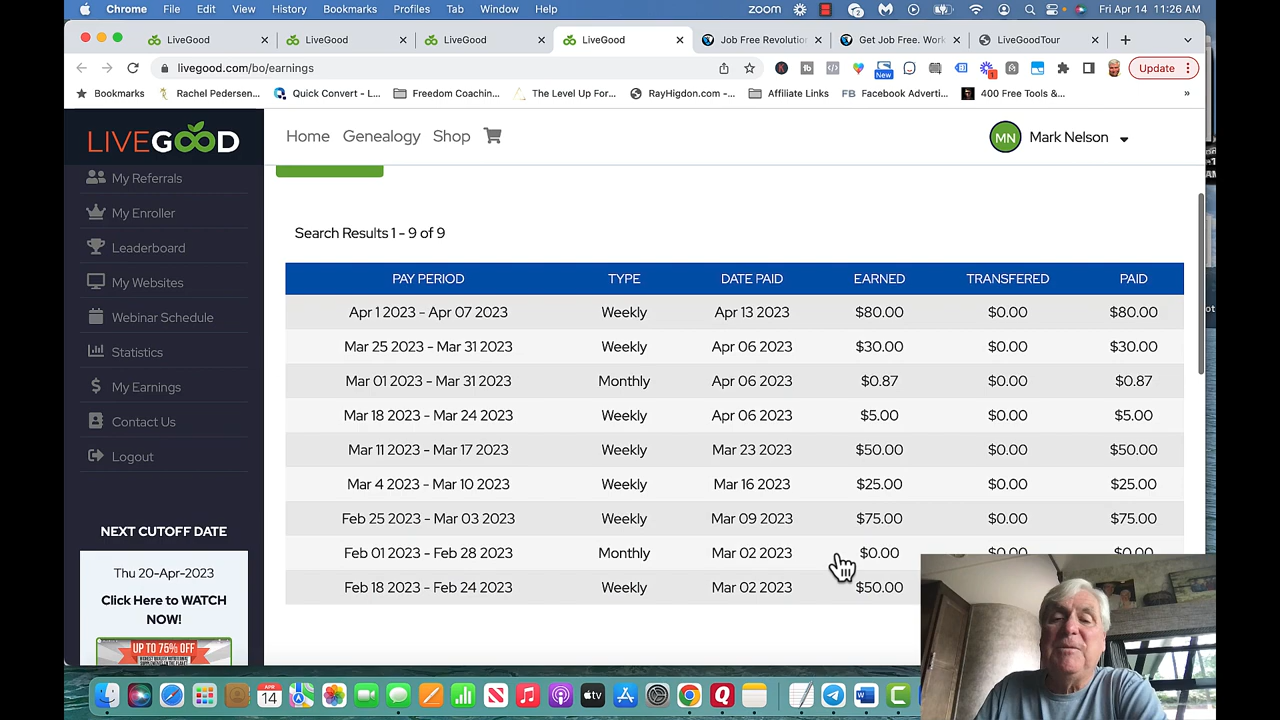 Chrome File Edit View History Bookmarks Profiles Tab Window Help zoom 2 Fri Apr 14 11:26 AM
LiveGood LiveGood LiveGood LiveGood Job Free Revolutio Get Job Free. Work LiveGoodTour
livegood.com/bo/earnings New Update
Bookmarks Rachel Pedersen... Quick Convert - L... Freedom Coachin... The Level Up For... RayHigdon.com -... Affiliate Links FB Facebook Adverti... 400 Free Tools &... »
LIVEGOOD Home Genealogy Shop MN Mark Nelson
My Referrals
My Enroller
Leaderboard
My Websites
Webinar Schedule
Statistics
My Earnings
Contact Us
Logout
NEXT CUTOFF DATE
Thu 20-Apr-2023
Click Here to WATCH
NOW!
UP TO 75% OFF
Search Results 1 - 9 of 9
PAY PERIOD TYPE DATE PAID EARNED TRANSFERED PAID
Apr 1 2023 - Apr 07 2023 Weekly Apr 13 2023 $80.00 $0.00 $80.00
Mar 25 2023 - Mar 31 2023 Weekly Apr 06 2023 $30.00 $0.00 $30.00
Mar 01 2023 - Mar 31 2023 Monthly Apr 06 2023 $0.87 $0.00 $0.87
Mar 18 2023 - Mar 24 2023 Weekly Apr 06 2023 $5.00 $0.00 $5.00
Mar 11 2023 - Mar 17 2023 Weekly Mar 23 2023 $50.00 $0.00 $50.00
Mar 4 2023 - Mar 10 2023 Weekly Mar 16 2023 $25.00 $0.00 $25.00
Feb 25 2023 - Mar 03 2023 Weekly Mar 09 2023 $75.00 $0.00 $75.00
Feb 01 2023 - Feb 28 2023 Monthly Mar 02 2023 $0.00 $0.00 $0.00
Feb 18 2023 - Feb 24 2023 Weekly Mar 02 2023 $50.00
APR
14